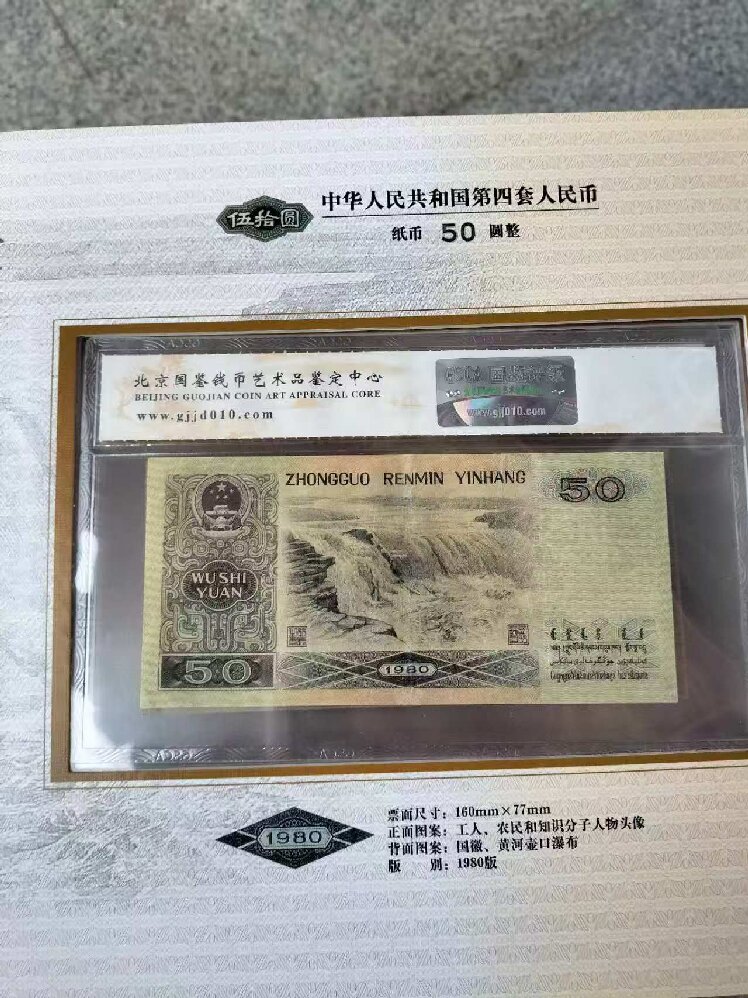 伍拾圆
中华人民共和国第四套人民币
纸币 50 圆整
北京国鉴钱币艺术品鉴定中心
BEIJING GUOJIAN COIN ART APPRAISAL CORE
www.gjjd010.com
www.gjjd010.com
ZHONGGUO RENMIN YINHANG
50
WU SHI
YUAN
50
1980
1980
票面尺寸：160mm×77mm
正面图案：工人、农民和知识分子人物头像
背面图案：国徽、黄河壶口瀑布
版 别：1980版